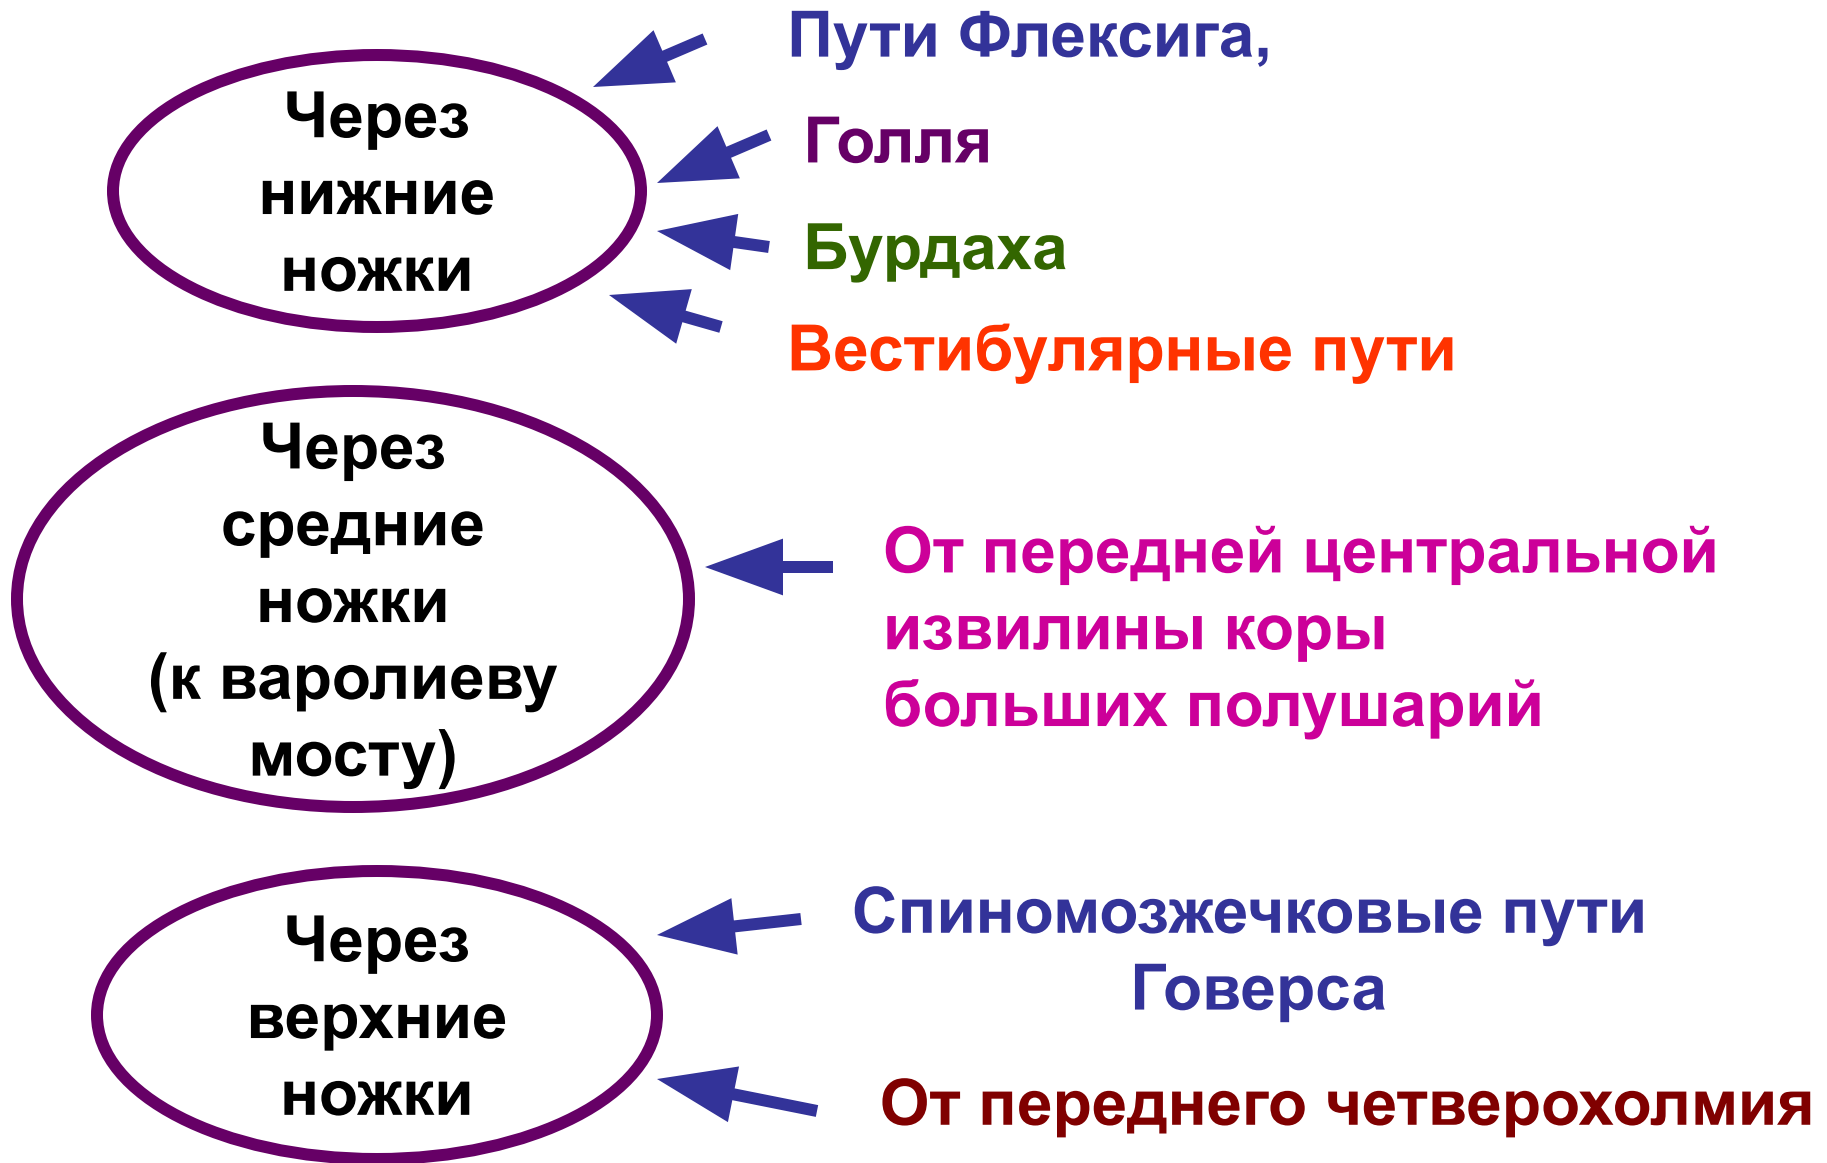 Через
нижние
ножки
Пути Флексига,
Голля
Бурдаха
Вестибулярные пути
Через
средние
ножки
(к варолиеву
мосту)
От передней центральной
извилины коры
больших полушарий
Через
верхние
ножки
Спиномозжечковые пути
Говерса
От переднего четверохолмия